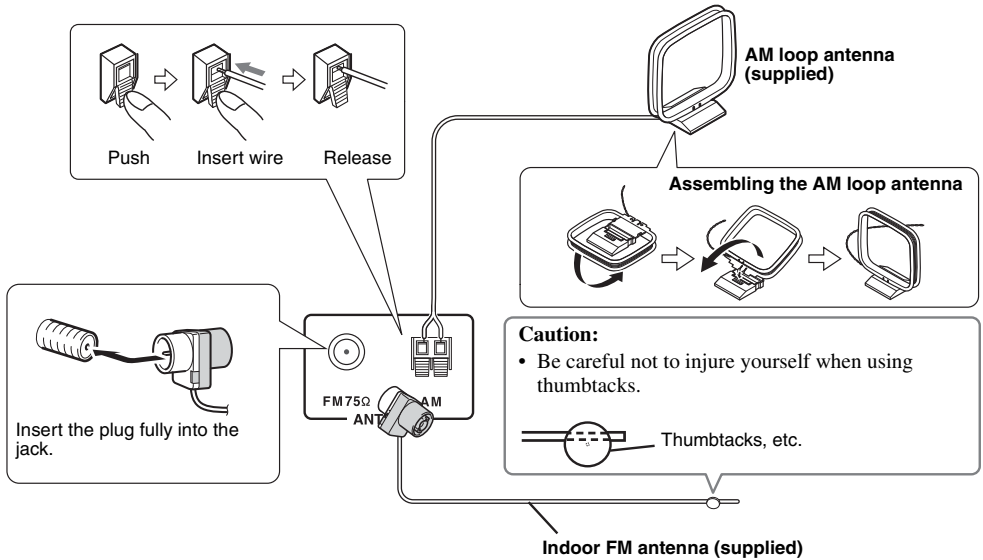 AM loop antenna
(supplied)
Push
Insert wire
Release
Assembling the AM loop antenna
Caution:
• Be careful not to injure yourself when using
thumbtacks.
Thumbtacks, etc.
Insert the plug fully into the
jack.
FM75Ω
AM
ANT
Indoor FM antenna (supplied)